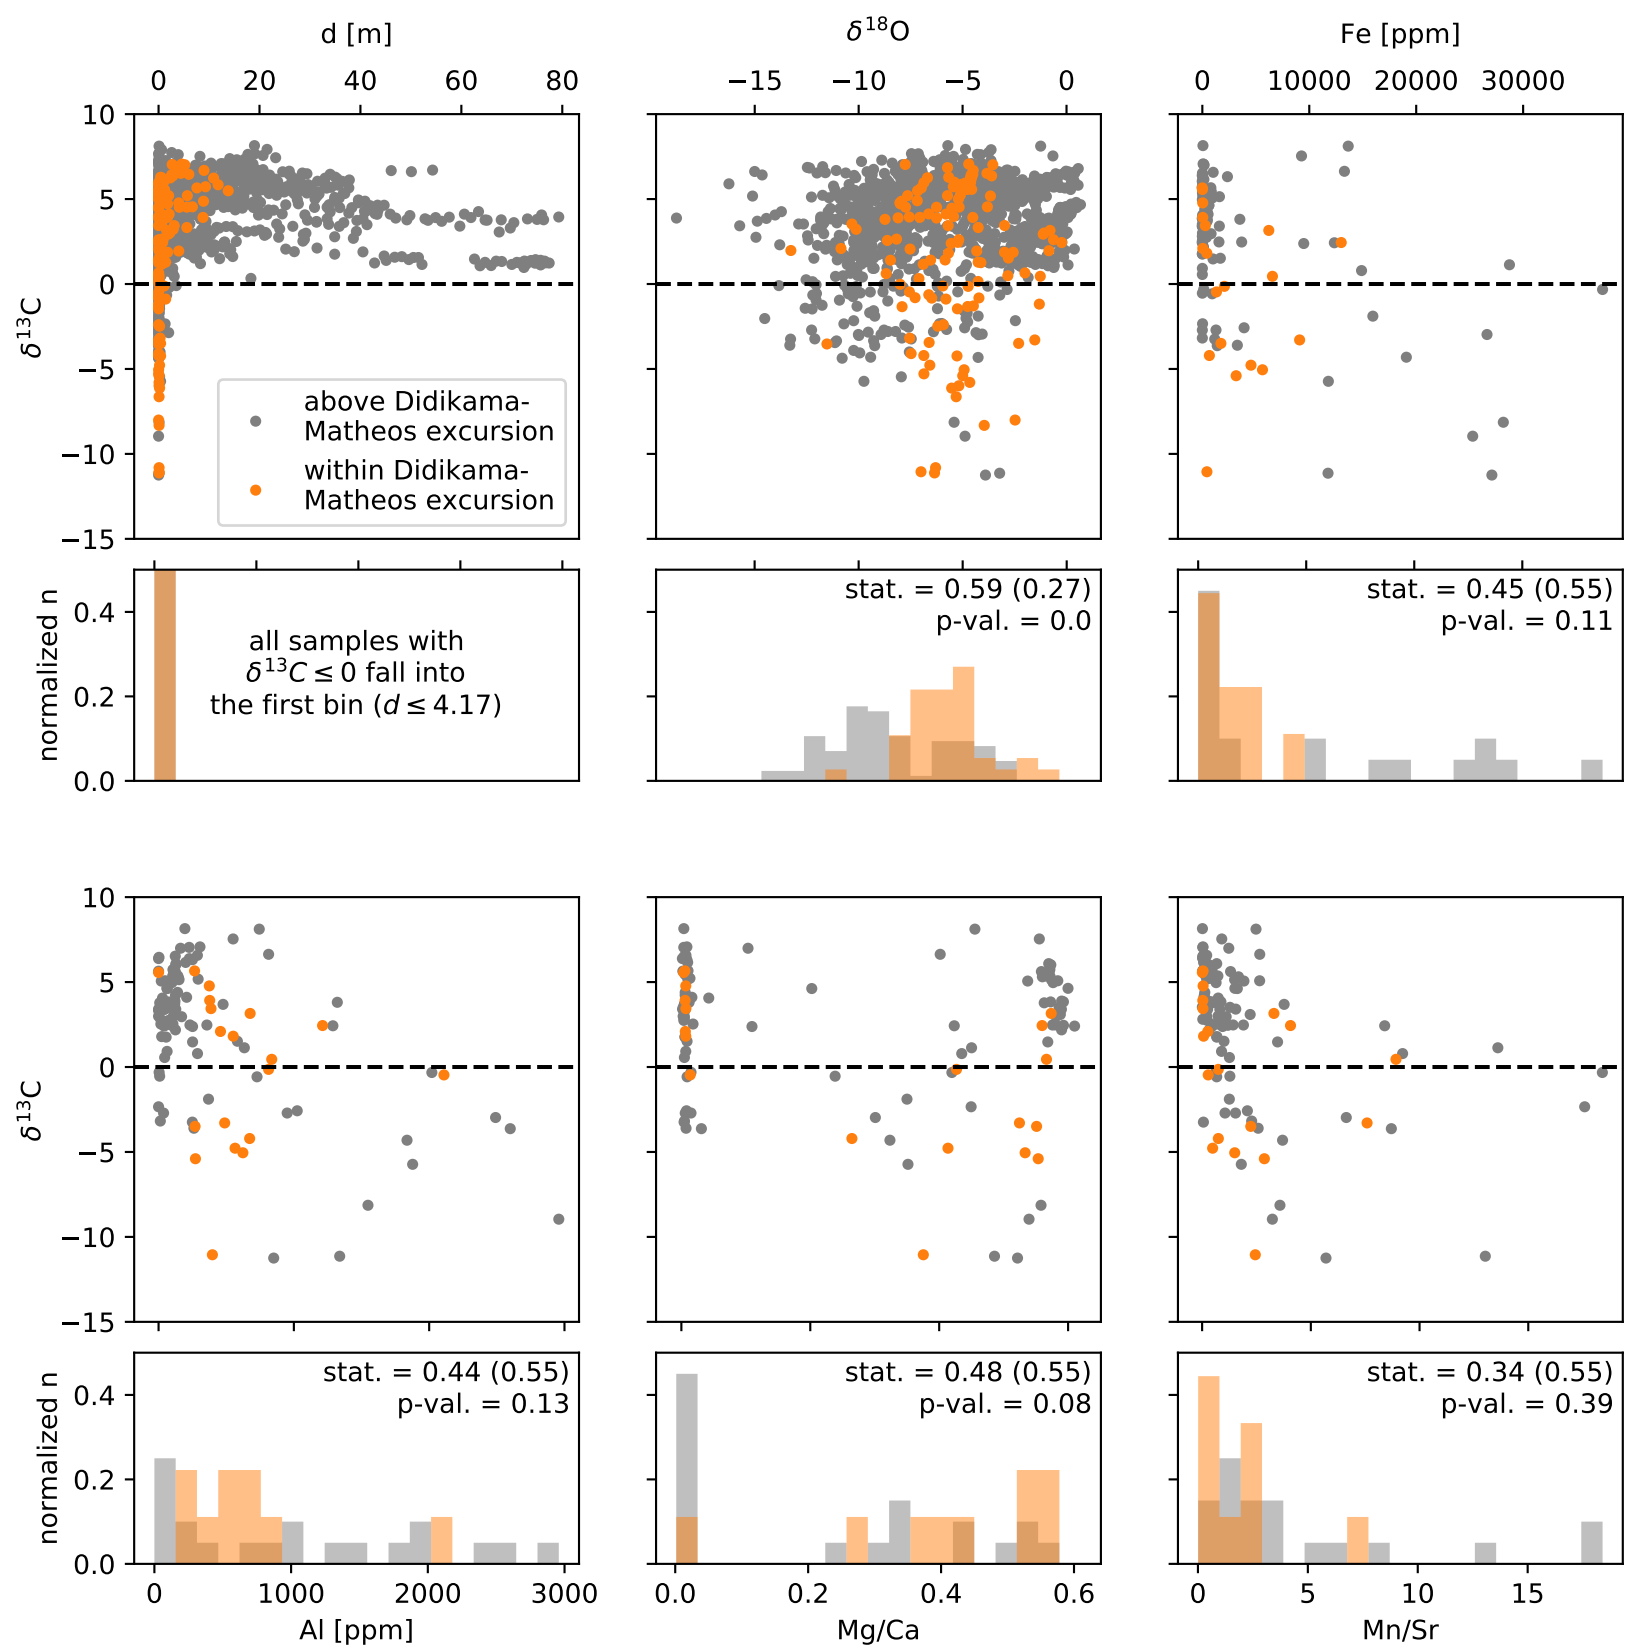 d [m]
δ¹⁸O
Fe [ppm]
0 20 40 60 80
−15 −10 −5 0
0 10000 20000 30000
10
5
0
−5
−10
−15
δ¹³C
above Didikama-
Matheos excursion
within Didikama-
Matheos excursion
0.4
0.2
0.0
normalized n
all samples with
δ¹³C ≤ 0 fall into
the first bin (d ≤ 4.17)
stat. = 0.59 (0.27)
p-val. = 0.0
stat. = 0.45 (0.55)
p-val. = 0.11
10
5
0
−5
−10
−15
δ¹³C
0.4
0.2
0.0
normalized n
stat. = 0.44 (0.55)
p-val. = 0.13
stat. = 0.48 (0.55)
p-val. = 0.08
stat. = 0.34 (0.55)
p-val. = 0.39
0 1000 2000 3000
0.0 0.2 0.4 0.6
0 5 10 15
Al [ppm]
Mg/Ca
Mn/Sr